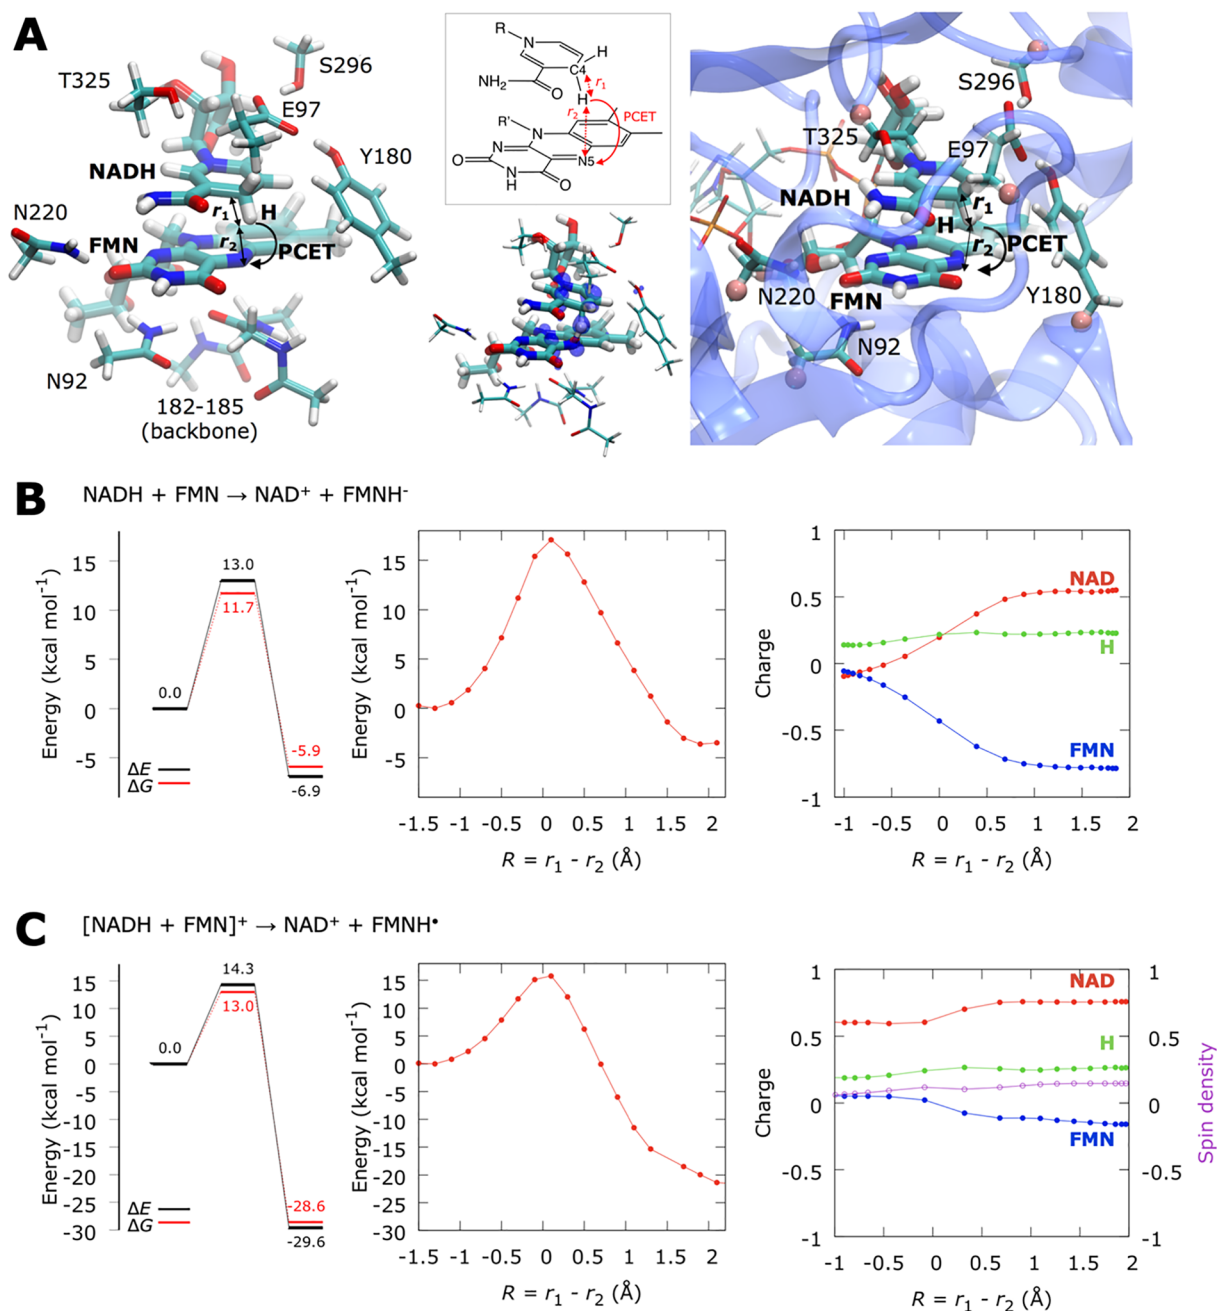 A
T325
S296
E97
NADH
Y180
r1
H
N220
FMN
r2
PCET
N92
182-185
(backbone)
R
N
H
C4
r1
NH2
O
H
r2
PCET
R'
N
N
O
N
N5
NH
O
S296
T325
E97
NADH
r1
H
r2
PCET
N220
FMN
Y180
N92
B
NADH + FMN → NAD+ + FMNH-
Energy (kcal mol-1)
15
10
5
0
-5
13.0
11.7
0.0
-5.9
-6.9
ΔE
ΔG
Energy (kcal mol-1)
15
10
5
0
-5
-1.5 -1 -0.5 0 0.5 1 1.5 2
R = r1 - r2 (Å)
Charge
1
0.5
0
-0.5
-1
NAD
H
FMN
-1 -0.5 0 0.5 1 1.5 2
R = r1 - r2 (Å)
C
[NADH + FMN]+ → NAD+ + FMNH•
Energy (kcal mol-1)
15
10
5
0
-5
-10
-15
-20
-25
-30
14.3
13.0
0.0
-28.6
-29.6
ΔE
ΔG
Energy (kcal mol-1)
15
10
5
0
-5
-10
-15
-20
-25
-30
-1.5 -1 -0.5 0 0.5 1 1.5 2
R = r1 - r2 (Å)
Charge
1
0.5
0
-0.5
-1
NAD
H
FMN
1
0.5
0
-0.5
-1
Spin density
-1 -0.5 0 0.5 1 1.5 2
R = r1 - r2 (Å)